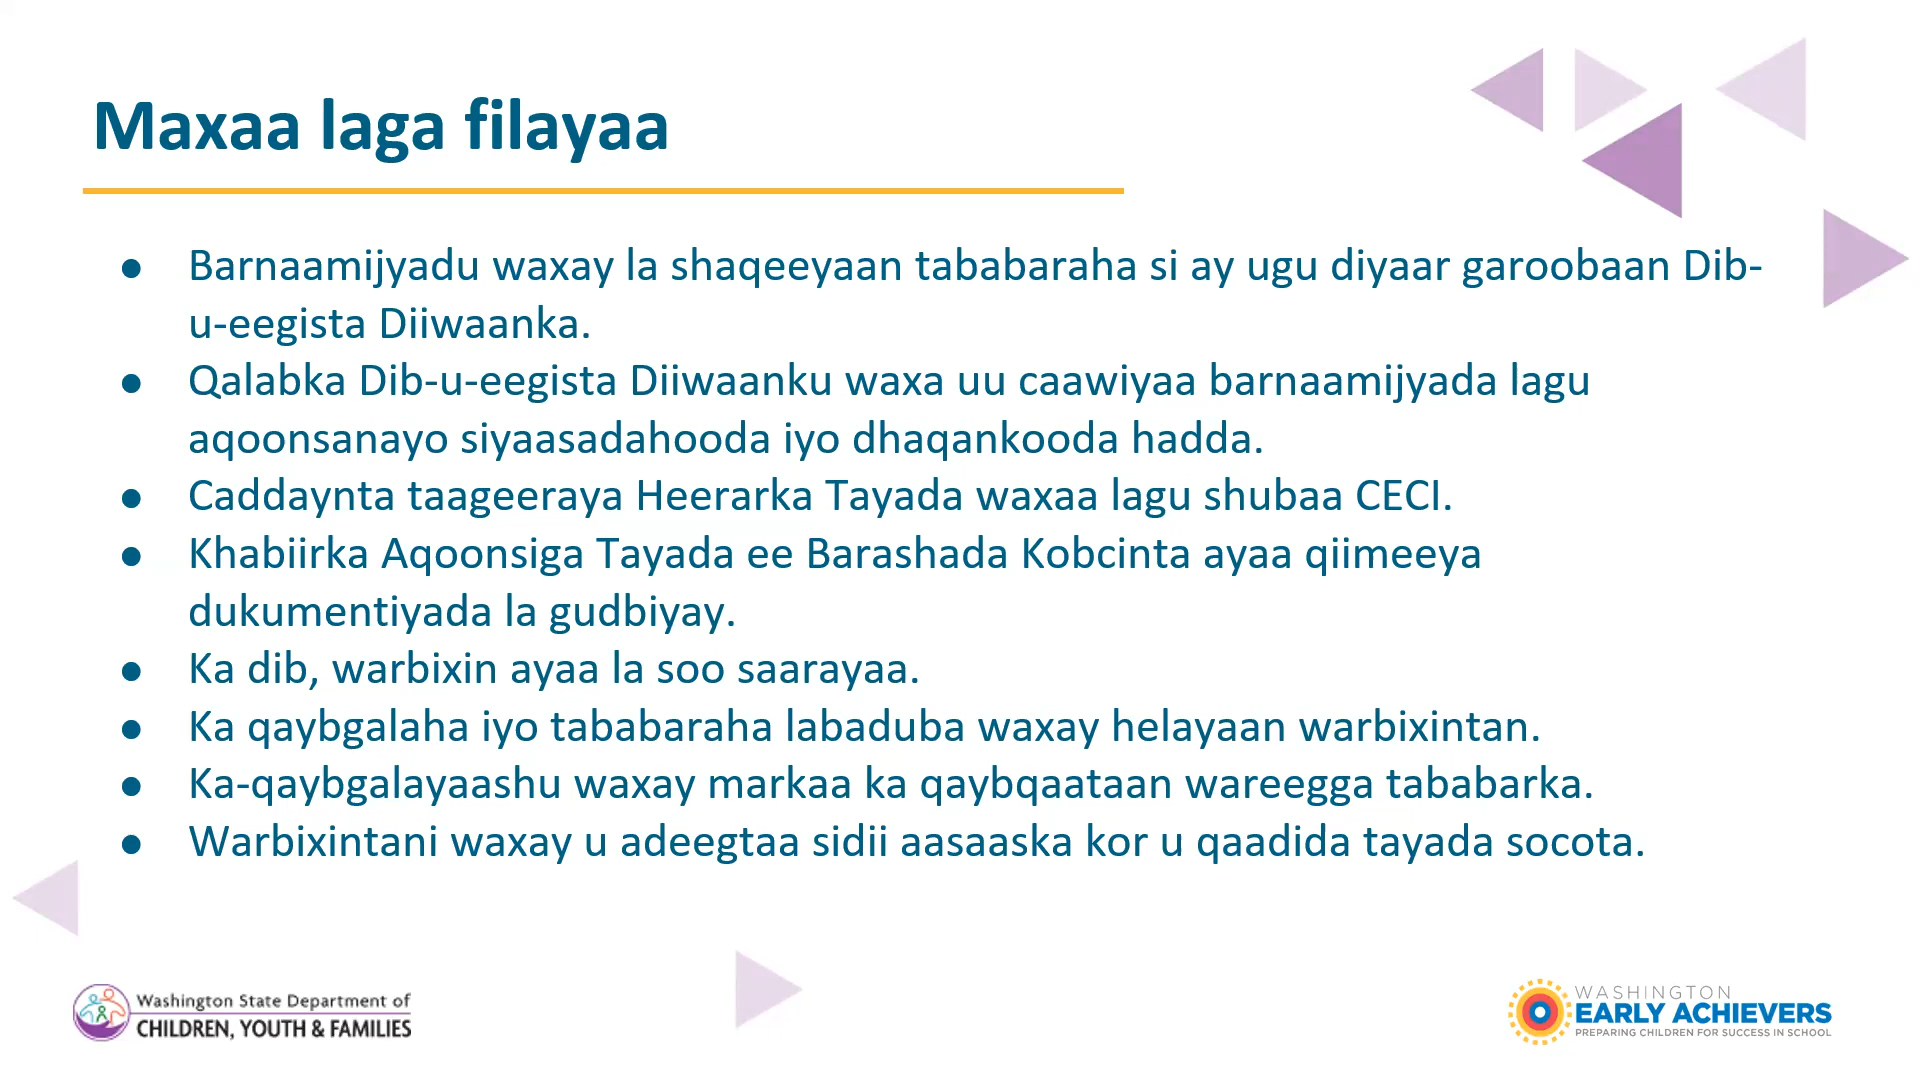 Maxaa laga filayaa
● Barnaamijyadu waxay la shaqeeyaan tababaraha si ay ugu diyaar garoobaan Dib-
u-eegista Diiwaanka.
● Qalabka Dib-u-eegista Diiwaanku waxa uu caawiyaa barnaamijyada lagu
aqoonsanayo siyaasadahooda iyo dhaqankooda hadda.
● Caddaynta taageeraya Heerarka Tayada waxaa lagu shubaa CECI.
● Khabiirka Aqoonsiga Tayada ee Barashada Kobcinta ayaa qiimeeya
dukumentiyada la gudbiyay.
● Ka dib, warbixin ayaa la soo saarayaa.
● Ka qaybgalaha iyo tababaraha labaduba waxay helayaan warbixintan.
● Ka-qaybgalayaashu waxay markaa ka qaybqaataan wareegga tababarka.
● Warbixintani waxay u adeegtaa sidii aasaaska kor u qaadida tayada socota.
Washington State Department of
CHILDREN, YOUTH & FAMILIES
WASHINGTON
EARLY ACHIEVERS
PREPARING CHILDREN FOR SUCCESS IN SCHOOL